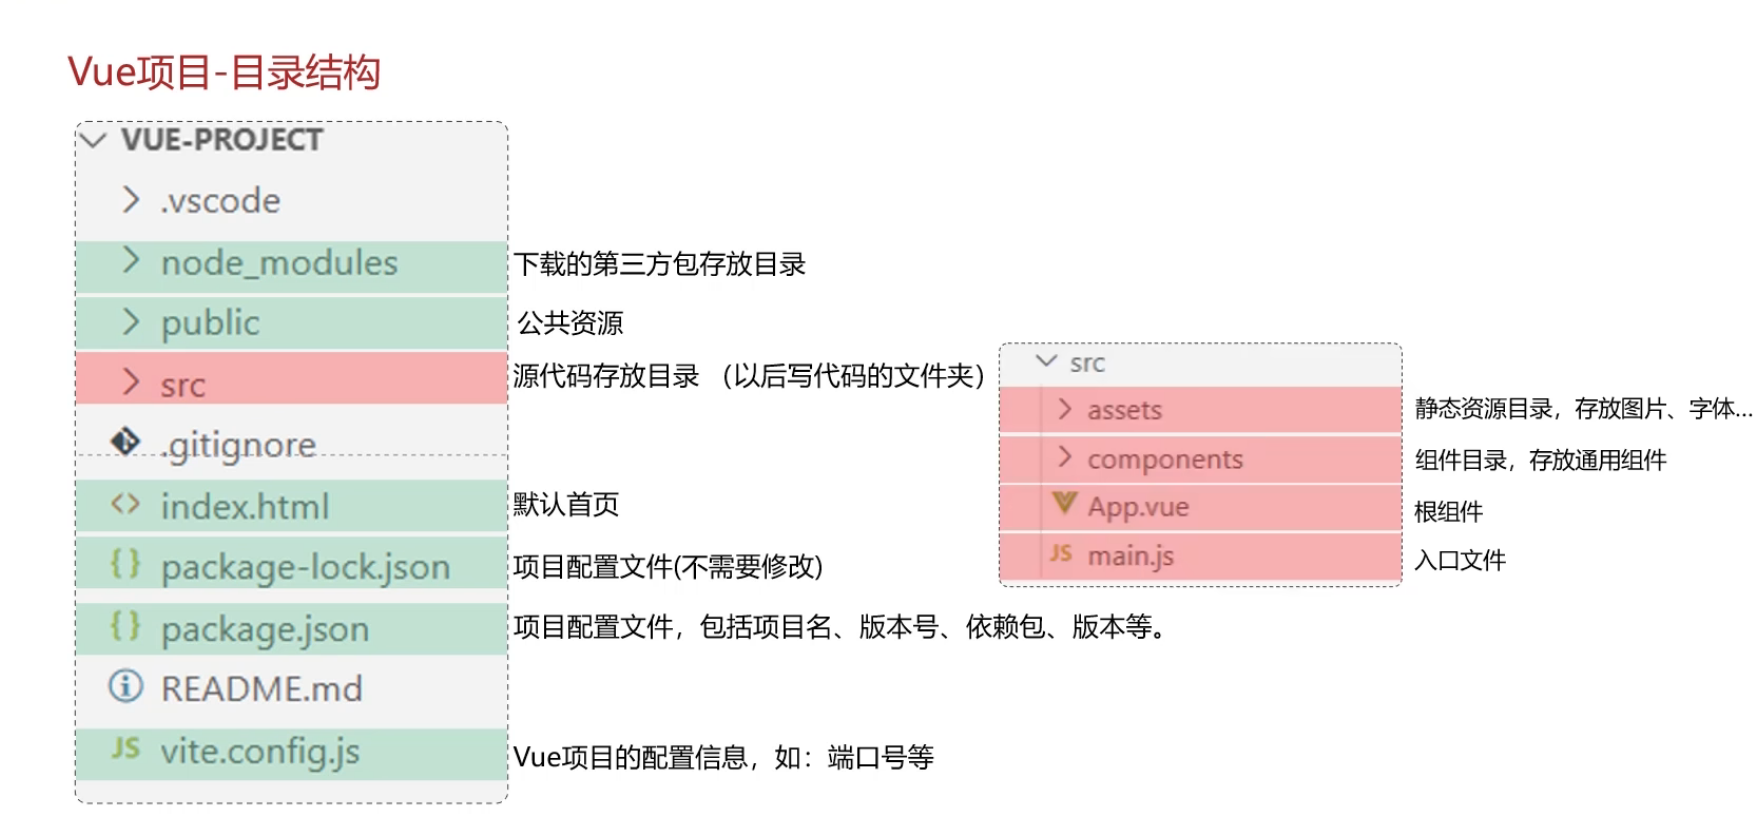 Vue项目-目录结构
VUE-PROJECT
.vscode
node_modules 下载的第三方包存放目录
public 公共资源
src 源代码存放目录 （以后写代码的文件夹）
.gitignore
index.html 默认首页
package-lock.json 项目配置文件(不需要修改)
package.json 项目配置文件，包括项目名、版本号、依赖包、版本等。
README.md
JS vite.config.js Vue项目的配置信息，如：端口号等
src
assets 静态资源目录，存放图片、字体...
components 组件目录，存放通用组件
App.vue 根组件
JS main.js 入口文件